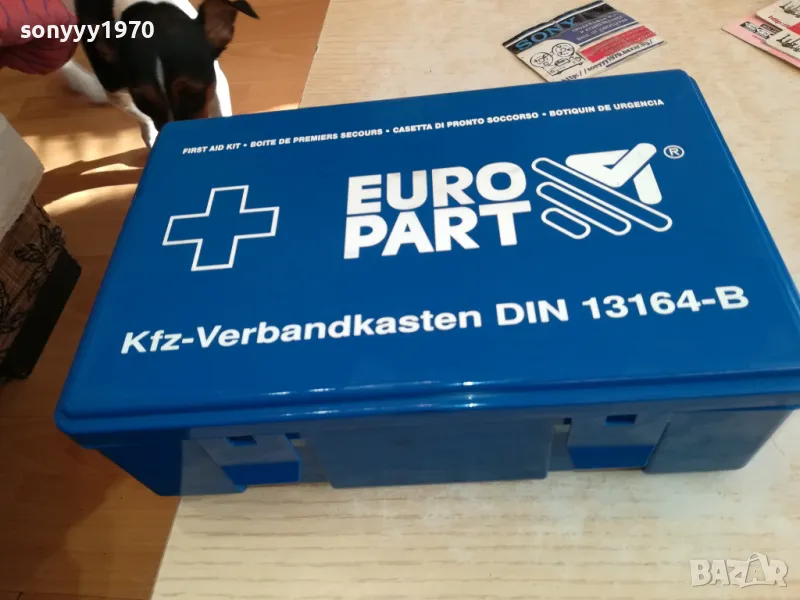 sonyyy1970
SONY
FIRST AID KIT • BOITE DE PREMIERS SECOURS • CASETTA DI PRONTO SOCCORSO • BOTIQUIN DE URGENCIA
EURO
PART
®
Kfz-Verbandkasten DIN 13164-B
BAZAR